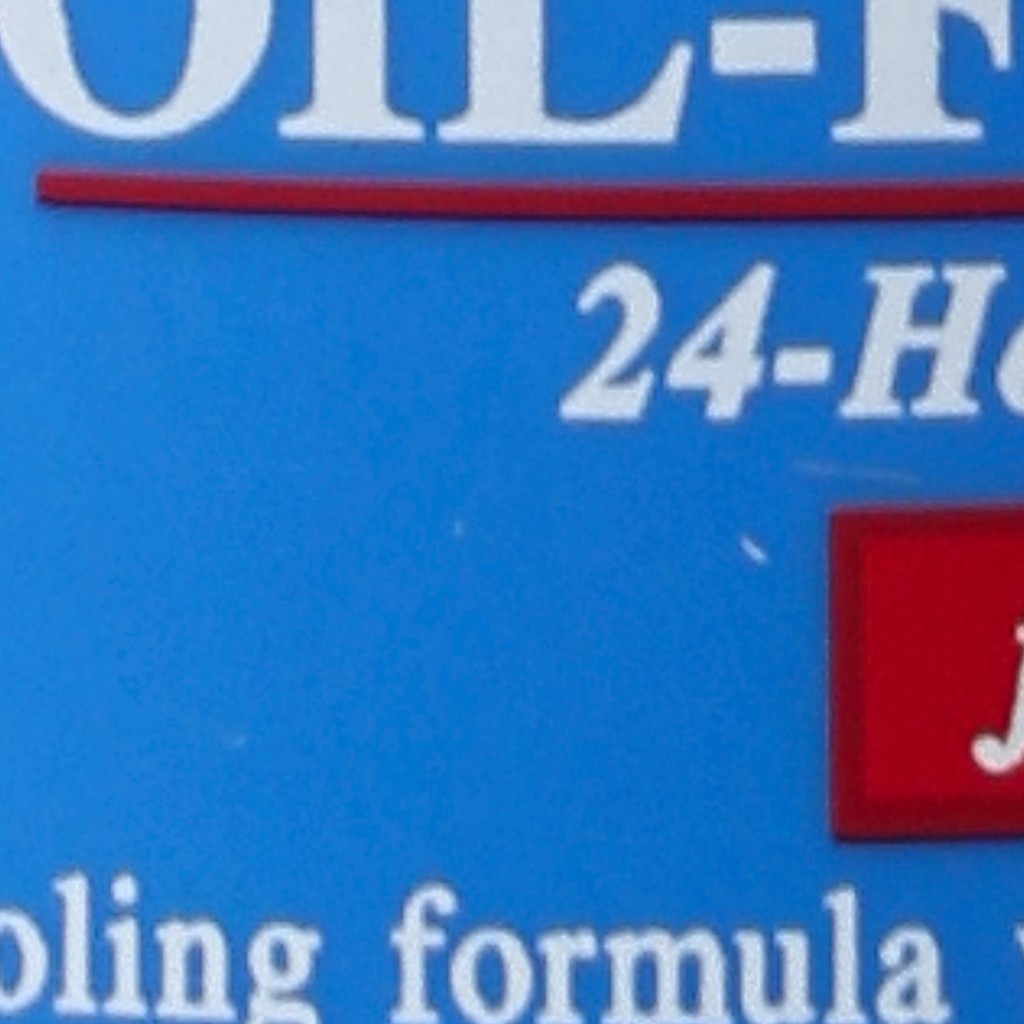 OIL-F
24-H
oling formula